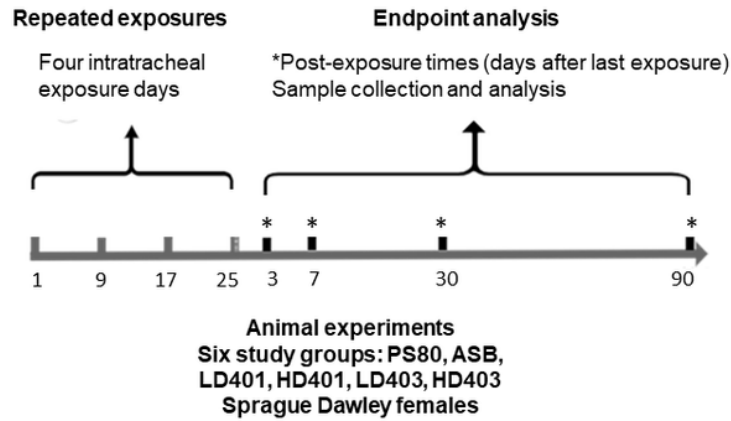 Repeated exposures
Endpoint analysis
Four intratracheal
exposure days
*Post-exposure times (days after last exposure)
Sample collection and analysis
* * * *
1 9 17 25 3 7 30 90
Animal experiments
Six study groups: PS80, ASB,
LD401, HD401, LD403, HD403
Sprague Dawley females